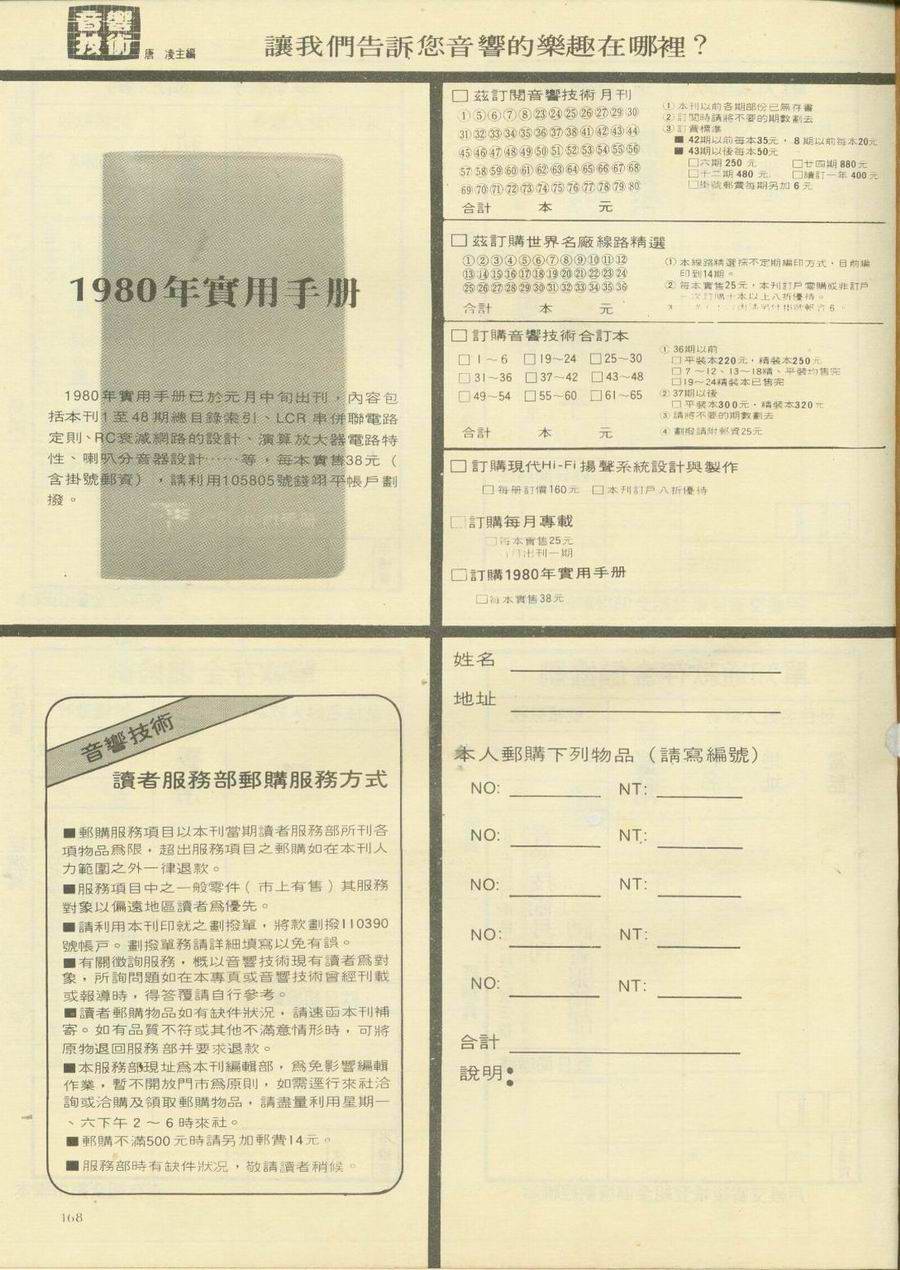 音響技術
唐 凌主編
讓我們告訴您音響的樂趣在哪裡？
1980年實用手册
1980年實用手册已於元月中旬出刊，內容包
括本刊1至48期總目錄索引、LCR串併聯電路
定則、RC衰減網路的設計、演算放大器電路特
性、喇叭分音器設計……等，每本實售38元（
含掛號郵資），請利用105805號錢翊平帳戶劃
撥。
□茲訂閱音響技術月刊
①⑤⑥⑦⑧㉓㉔㉕㉖㉗㉘㉙㉚
㉛㉜㉝㉞㉟㊱㊲㊳㊶㊷㊸㊹
㊺㊻㊼㊽㊾㊿(51)(52)(53)(54)(55)(56)
(57)(58)(59)(60)(61)(62)(63)(64)(65)(66)(67)(68)
(69)(70)(71)(72)(73)(74)(75)(76)(77)(78)(79)(80)
合計 本 元
①本刊以前各期部份已無存書
②訂閱時請將不要的期數劃去
③訂費標準
■42期以前每本35元，8期以前每本20元
■43期以後每本50元
□六期250元 □廿四期880元
□十二期480元 □續訂一年400元
□掛號郵費每期另加6元
□茲訂購世界名廠線路精選
①②③④⑤⑥⑦⑧⑨⑩⑪⑫
⑬⑭⑮⑯⑰⑱⑲⑳㉑㉒㉓㉔
㉕㉖㉗㉘㉙㉚㉛㉜㉝㉞㉟㊱
合計 本 元
①本線路精選採不定期編印方式，目前編
印到14期。
②每本實售25元，本刊訂戶零購或非訂戶
一次訂購十本以上八折優待。
□訂購音響技術合訂本
□1～6 □19～24 □25～30
□31～36 □37～42 □43～48
□49～54 □55～60 □61～65
合計 本 元
①36期以前
□平裝本220元，精裝本250元
□7～12、13～18精、平裝均售完
□19～24精裝本已售完
②37期以後
□平裝本300元，精裝本320元
③請將不要的期數劃去
④劃撥請附郵資25元
□訂購現代Hi-Fi揚聲系統設計與製作
□每册訂價160元 □本刊訂戶八折優待
□訂購每月專載
□每本實售25元
月出刊一期
□訂購1980年實用手册
□每本實售38元
音響技術
讀者服務部郵購服務方式
■郵購服務項目以本刊當期讀者服務部所刊各
項物品爲限，超出服務項目之郵購如在本刊人
力範圍之外一律退款。
■服務項目中之一般零件（市上有售）其服務
對象以偏遠地區讀者爲優先。
■請利用本刊印就之劃撥單，將款劃撥110390
號帳戶。劃撥單務請詳細填寫以免有誤。
■有關徵詢服務，概以音響技術現有讀者爲對
象，所詢問題如在本專頁或音響技術曾經刊載
或報導時，得答覆請自行參考。
■讀者郵購物品如有缺件狀況，請速函本刊補
寄。如有品質不符或其他不滿意情形時，可將
原物退回服務部并要求退款。
■本服務部現址爲本刊編輯部，爲免影響編輯
作業，暫不開放門市爲原則，如需逕行來社洽
詢或洽購及領取郵購物品，請盡量利用星期一
、六下午2～6時來社。
■郵購不滿500元時請另加郵費14元。
■服務部時有缺件狀況，敬請讀者稍候。
姓名
地址
本人郵購下列物品（請寫編號）
NO: NT:
NO: NT:
NO: NT:
NO: NT:
NO: NT:
合計
說明：
168